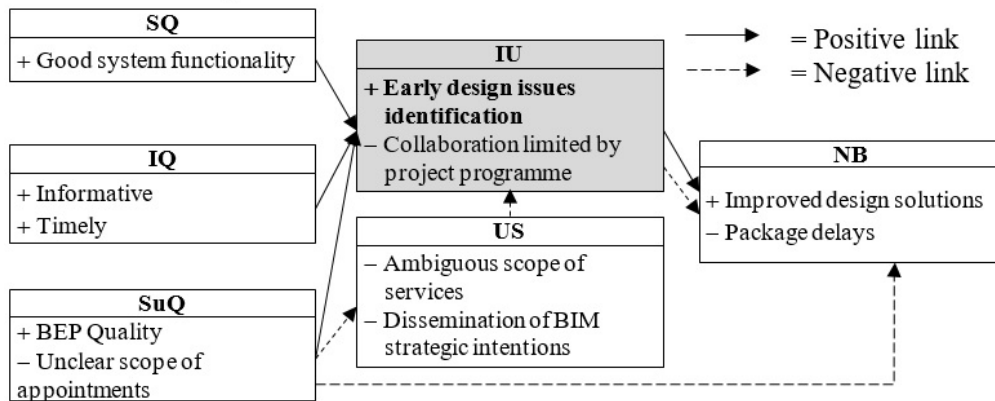 SQ
+ Good system functionality
IQ
+ Informative
+ Timely
SuQ
+ BEP Quality
– Unclear scope of
appointments
IU
+ Early design issues
identification
– Collaboration limited by
project programme
US
– Ambiguous scope of
services
– Dissemination of BIM
strategic intentions
= Positive link
= Negative link
NB
+ Improved design solutions
– Package delays